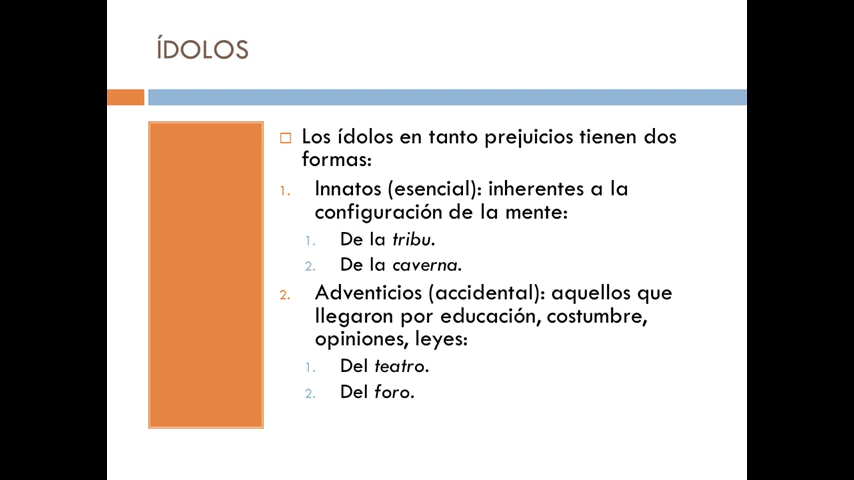 ÍDOLOS
□ Los ídolos en tanto prejuicios tienen dos
formas:
1. Innatos (esencial): inherentes a la
configuración de la mente:
1. De la tribu.
2. De la caverna.
2. Adventicios (accidental): aquellos que
llegaron por educación, costumbre,
opiniones, leyes:
1. Del teatro.
2. Del foro.